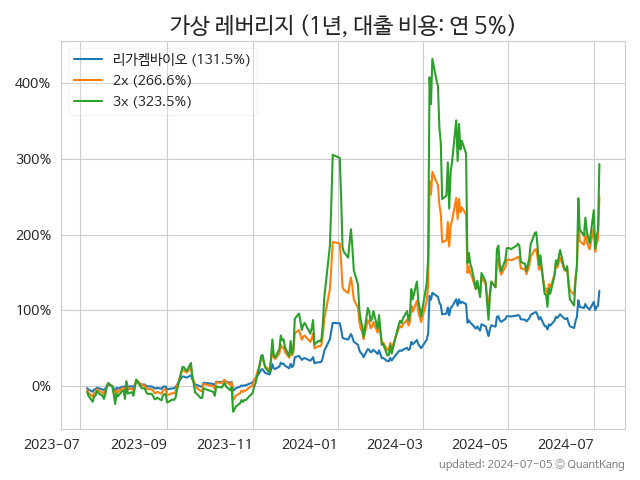 가상 레버리지 (1년, 대출 비용: 연 5%)
리가켐바이오 (131.5%)
2x (266.6%)
3x (323.5%)
400%
300%
200%
100%
0%
2023-07 2023-09 2023-11 2024-01 2024-03 2024-05 2024-07
updated: 2024-07-05 © QuantKang